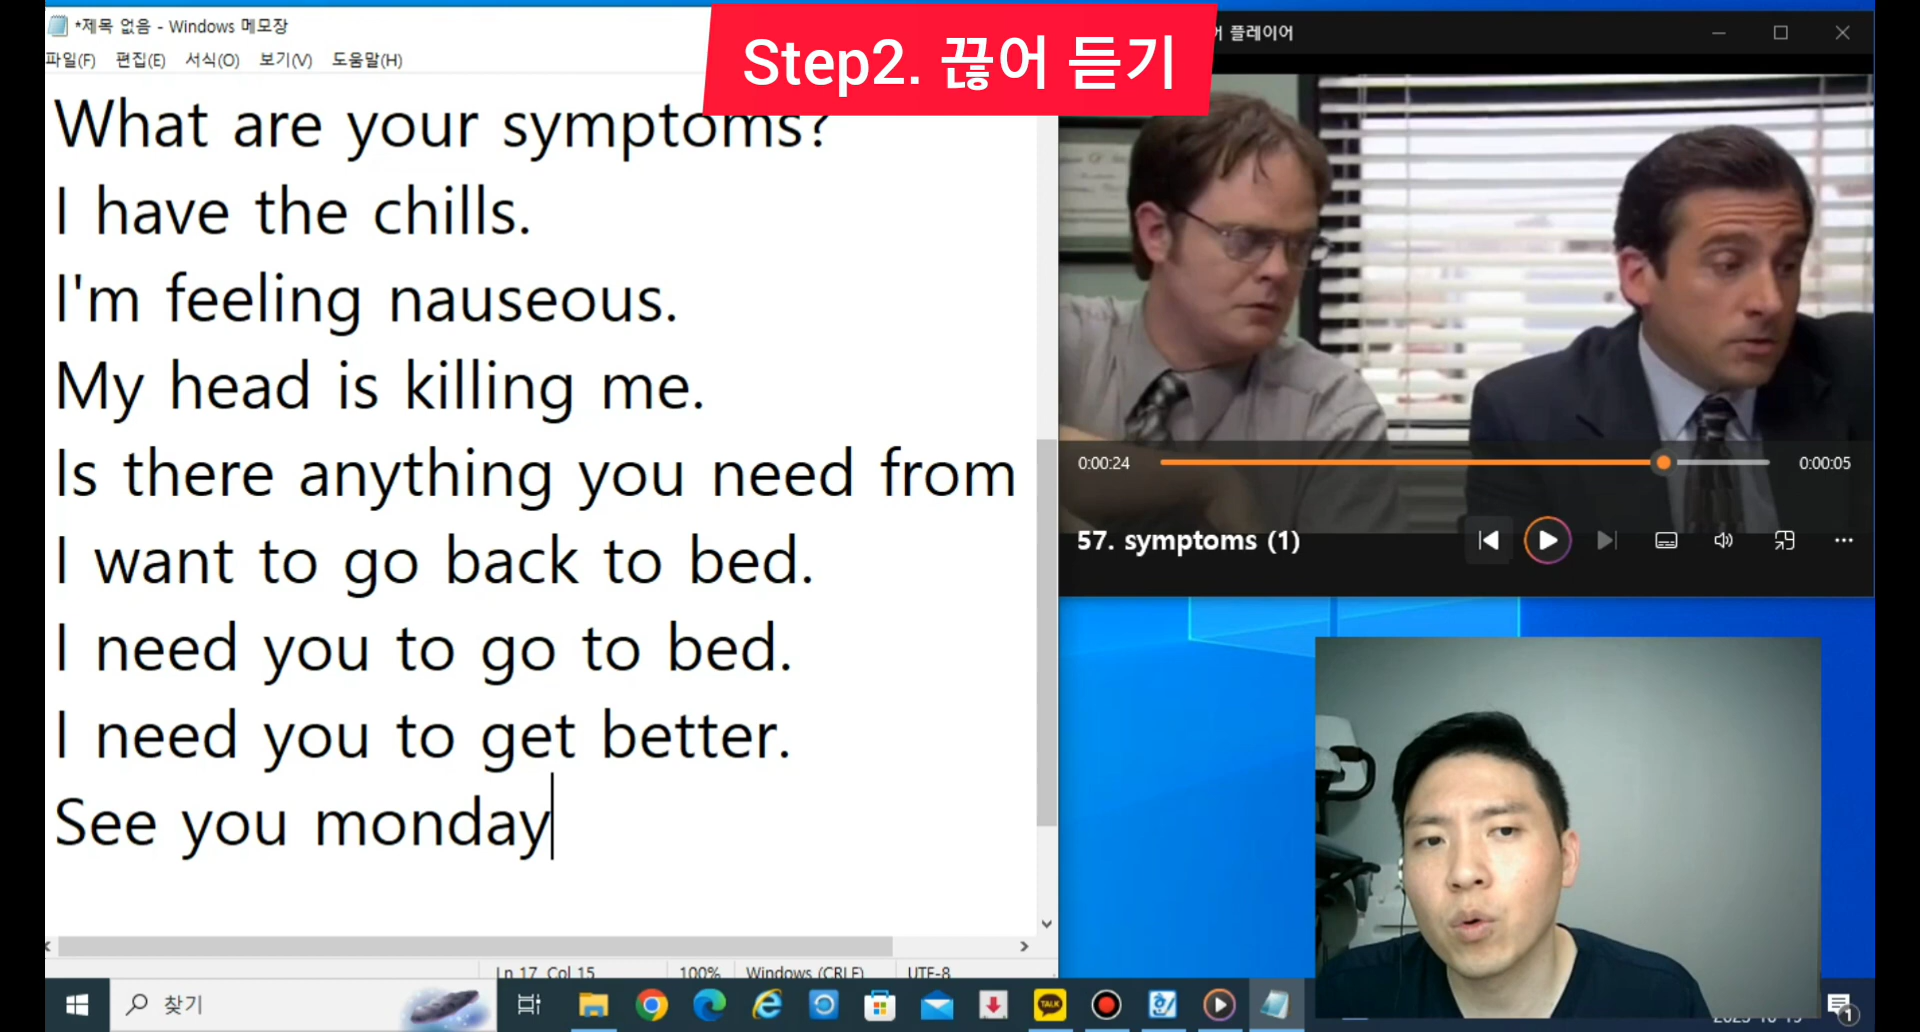 *제목 없음 - Windows 메모장
파일(F) 편집(E) 서식(O) 보기(V) 도움말(H)
Step2. 끊어 듣기
플레이어
What are your symptoms?
I have the chills.
I'm feeling nauseous.
My head is killing me.
Is there anything you need from
I want to go back to bed.
I need you to go to bed.
I need you to get better.
See you monday
0:00:24
0:00:05
57. symptoms (1)
Ln 17, Col 15
100%
Windows (CRLF)
UTF-8
찾기
TALK
1